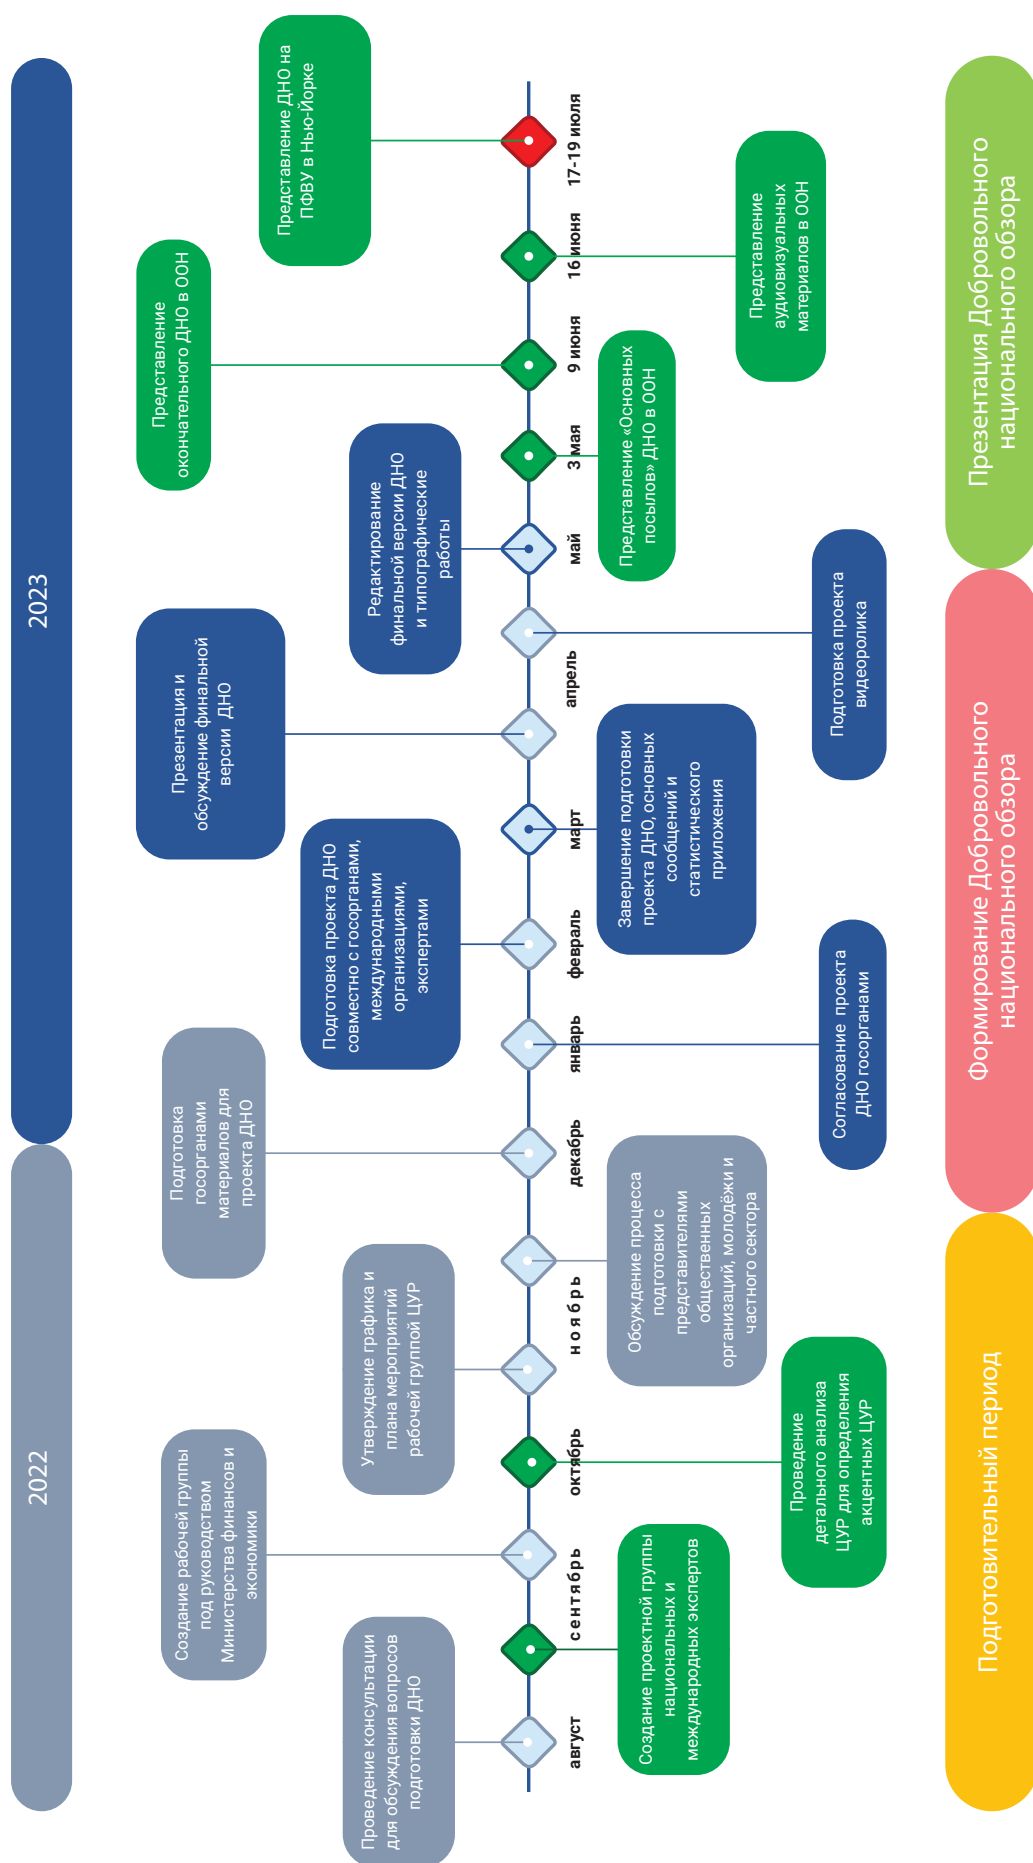 2022
2023
Проведение консультации
для обсуждения вопросов
подготовки ДНО
Создание рабочей группы
под руководством
Министерства финансов и
экономики
Утверждение графика и
плана мероприятий
рабочей группой ЦУР
Подготовка
госорганами
материалов для
проекта ДНО
Подготовка проекта ДНО
совместно с госорганами,
международными
организациями,
экспертами
Презентация и
обсуждение финальной
версии ДНО
Редактирование
финальной версии ДНО
и типографические
работы
Представление
окончательного ДНО в ООН
Представление ДНО на
ПФВУ в Нью-Йорке
август
сентябрь
октябрь
ноябрь
декабрь
январь
февраль
март
апрель
май
3 мая
9 июня
16 июня
17-19 июля
Создание проектной группы
национальных и
международных экспертов
Проведение
детального анализа
ЦУР для определения
акцентных ЦУР
Обсуждение процесса
подготовки с
представителями
общественных
организаций, молодёжи и
частного сектора
Согласование проекта
ДНО госорганами
Завершение подготовки
проекта ДНО, основных
сообщений и
статистического
приложения
Подготовка проекта
видеоролика
Представление «Основных
посылов» ДНО в ООН
Представление
аудиовизуальных
материалов в ООН
Подготовительный период
Формирование Добровольного
национального обзора
Презентация Добровольного
национального обзора